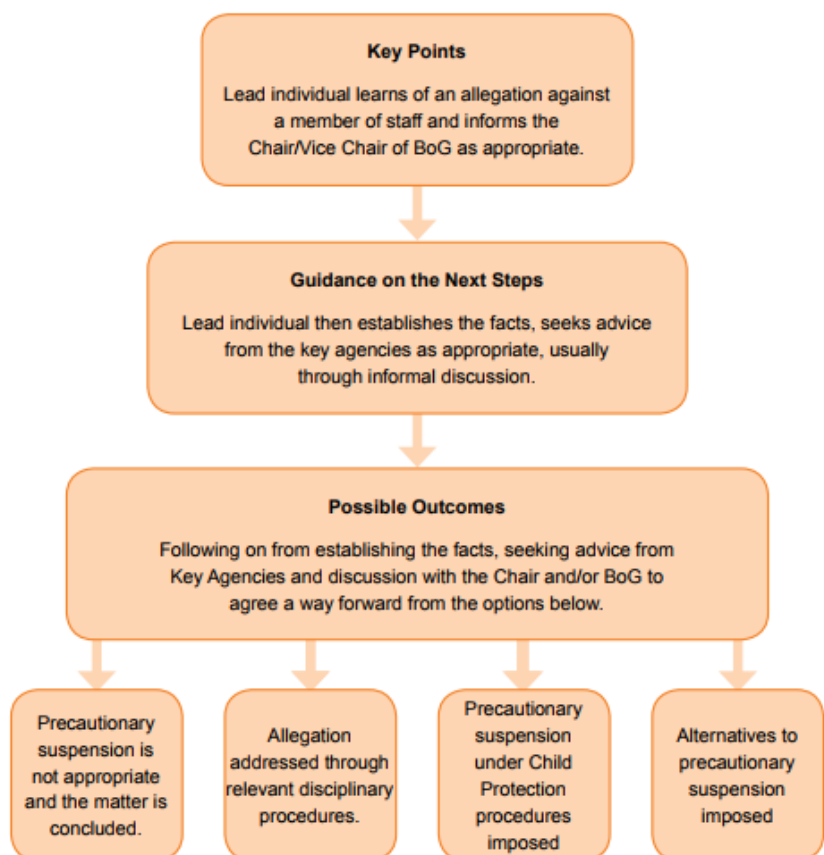 Key Points
Lead individual learns of an allegation against
a member of staff and informs the
Chair/Vice Chair of BoG as appropriate.
Guidance on the Next Steps
Lead individual then establishes the facts, seeks advice
from the key agencies as appropriate, usually
through informal discussion.
Possible Outcomes
Following on from establishing the facts, seeking advice from
Key Agencies and discussion with the Chair and/or BoG to
agree a way forward from the options below.
Precautionary
suspension is
not appropriate
and the matter is
concluded.
Allegation
addressed through
relevant disciplinary
procedures.
Precautionary
suspension
under Child
Protection
procedures
imposed
Alternatives to
precautionary
suspension
imposed